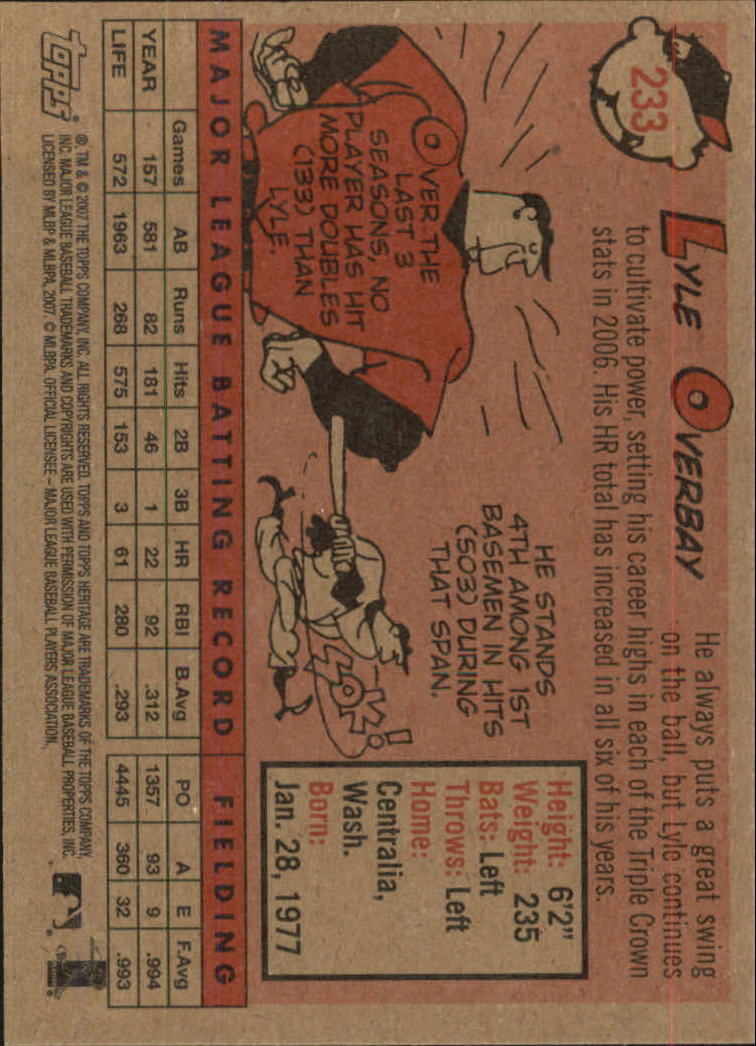 233
LYLE OVERBAY
He always puts a great swing
on the ball, but Lyle continues
to cultivate power, setting his career highs in each of the Triple Crown
stats in 2006. His HR total has increased in all six of his years.
OVER THE
LAST 3
SEASONS, NO
PLAYER HAS HIT
MORE DOUBLES
(133) THAN
LYLE.
HE STANDS
4TH AMONG 1ST
BASEMEN IN HITS
(503) DURING
THAT SPAN.
Height: 6'2"
Weight: 235
Bats: Left
Throws: Left
Home:
Centralia,
Wash.
Born:
Jan. 28, 1977
MAJOR LEAGUE BATTING RECORD FIELDING
Games AB Runs Hits 2B 3B HR RBI B.Avg PO A E F.Avg
YEAR 157 581 82 181 46 1 22 92 .312 1357 93 9 .994
LIFE 572 1963 268 575 153 3 61 280 .293 4445 360 32 .993
topps
®, TM & © 2007 THE TOPPS COMPANY, INC. ALL RIGHTS RESERVED. TOPPS AND TOPPS HERITAGE ARE TRADEMARKS OF THE TOPPS COMPANY,
INC. MAJOR LEAGUE BASEBALL TRADEMARKS AND COPYRIGHTS ARE USED WITH PERMISSION OF MAJOR LEAGUE BASEBALL PROPERTIES, INC.
LICENSED BY MLBP & MLBPA, 2007. © MLBPA. OFFICIAL LICENSEE – MAJOR LEAGUE BASEBALL PLAYERS ASSOCIATION.